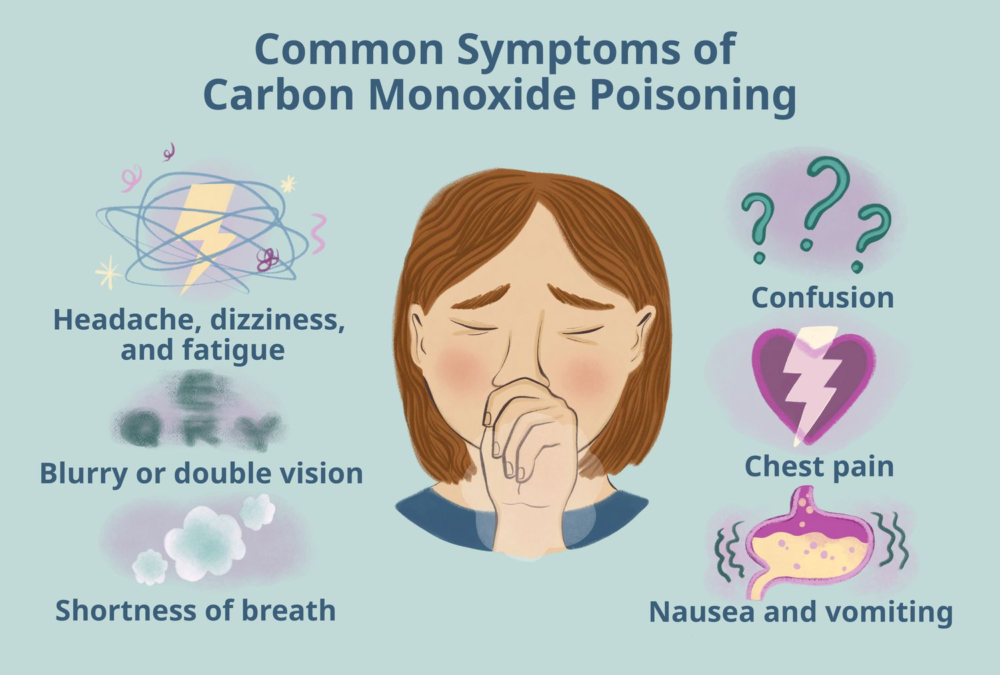 Common Symptoms of
Carbon Monoxide Poisoning
Headache, dizziness,
and fatigue
E
Q R Y
Blurry or double vision
Shortness of breath
Confusion
Chest pain
Nausea and vomiting